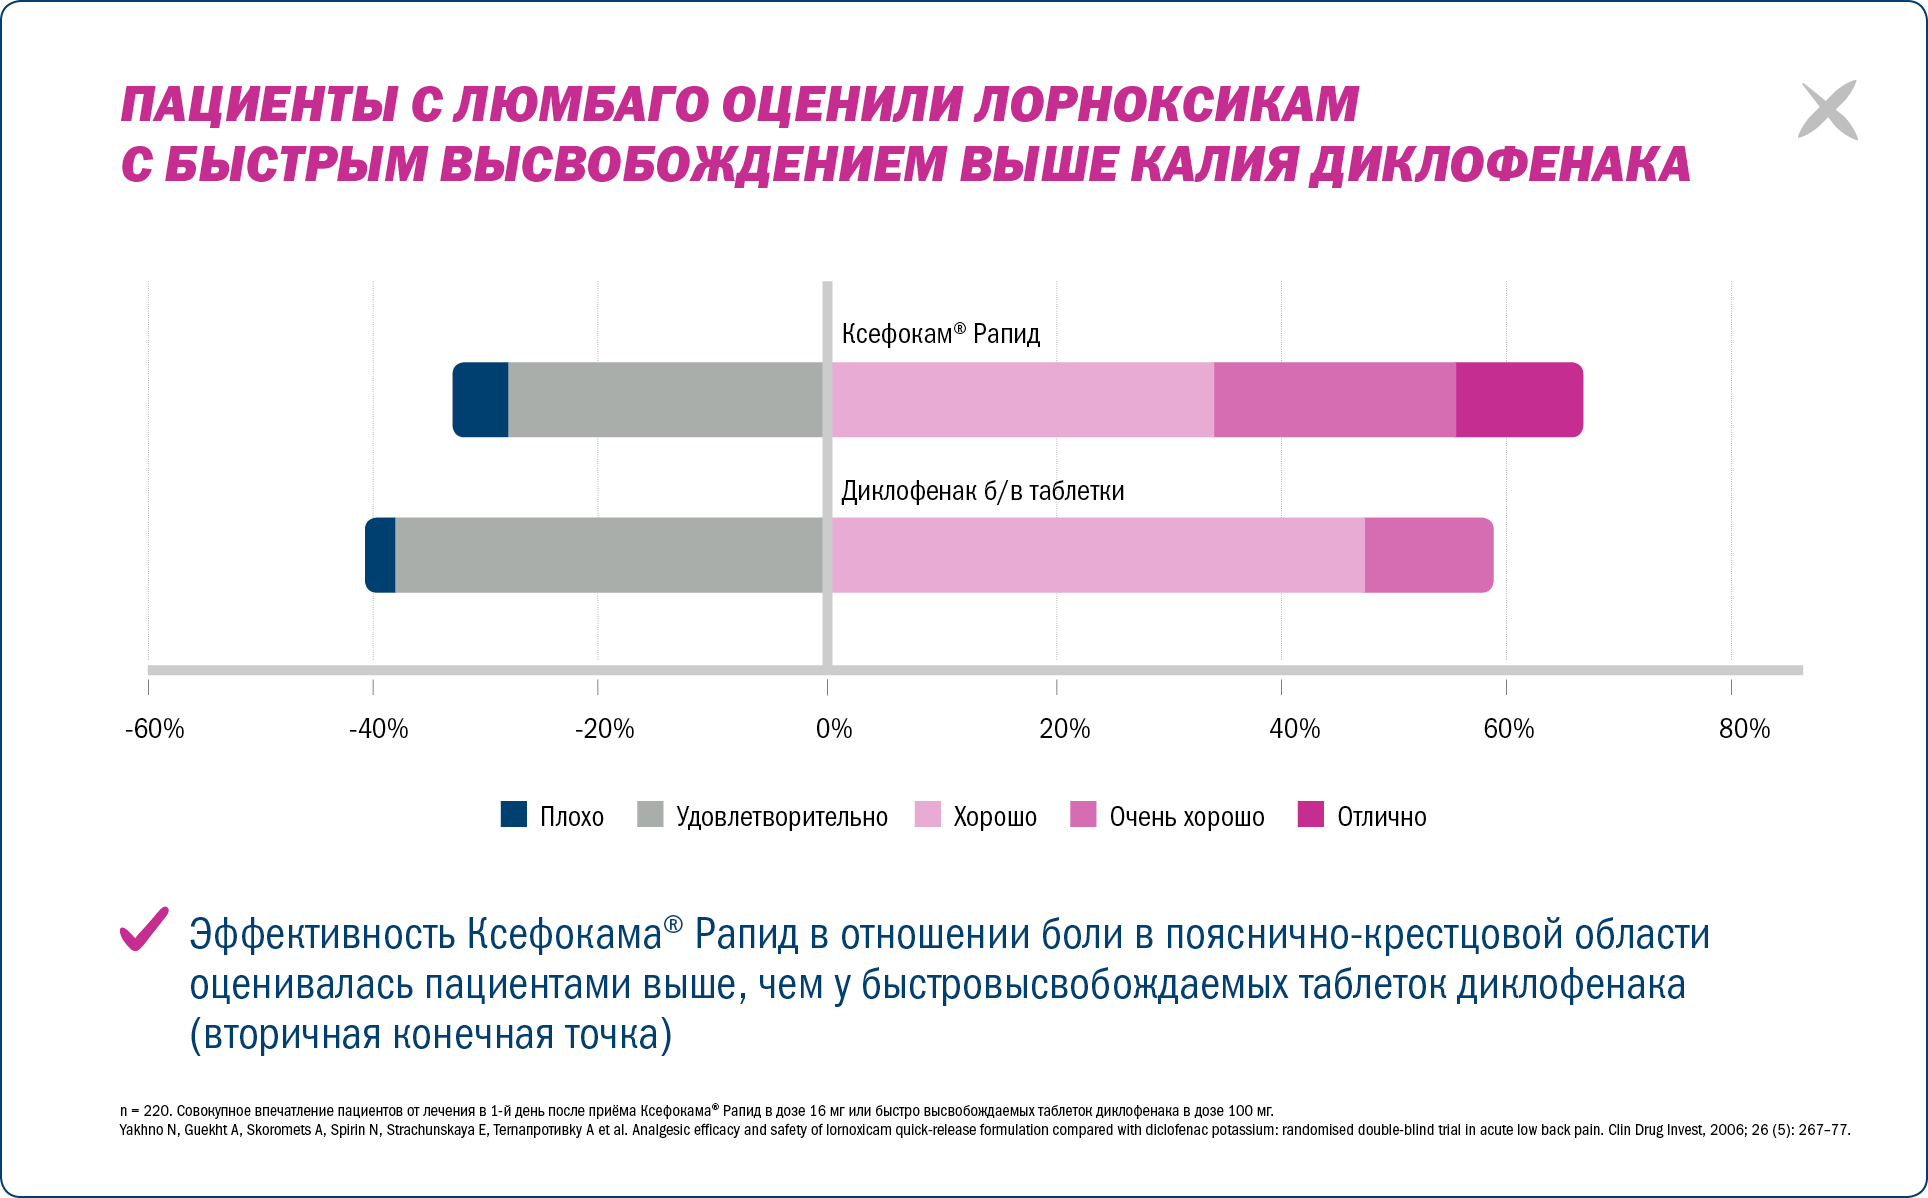 ПАЦИЕНТЫ С ЛЮМБАГО ОЦЕНИЛИ ЛОРНОКСИКАМ
С БЫСТРЫМ ВЫСВОБОЖДЕНИЕМ ВЫШЕ КАЛИЯ ДИКЛОФЕНАКА
Ксефокам® Рапид
Диклофенак б/в таблетки
-60% -40% -20% 0% 20% 40% 60% 80%
Плохо Удовлетворительно Хорошо Очень хорошо Отлично
Эффективность Ксефокама® Рапид в отношении боли в пояснично-крестцовой области
оценивалась пациентами выше, чем у быстровысвобождаемых таблеток диклофенака
(вторичная конечная точка)
n = 220. Совокупное впечатление пациентов от лечения в 1-й день после приёма Ксефокама® Рапид в дозе 16 мг или быстро высвобождаемых таблеток диклофенака в дозе 100 мг.
Yakhno N, Guekht A, Skoromets A, Spirin N, Strachunskaya E, Ternапротивky A et al. Analgesic efficacy and safety of lornoxicam quick-release formulation compared with diclofenac potassium: randomised double-blind trial in acute low back pain. Clin Drug Invest, 2006; 26 (5): 267–77.